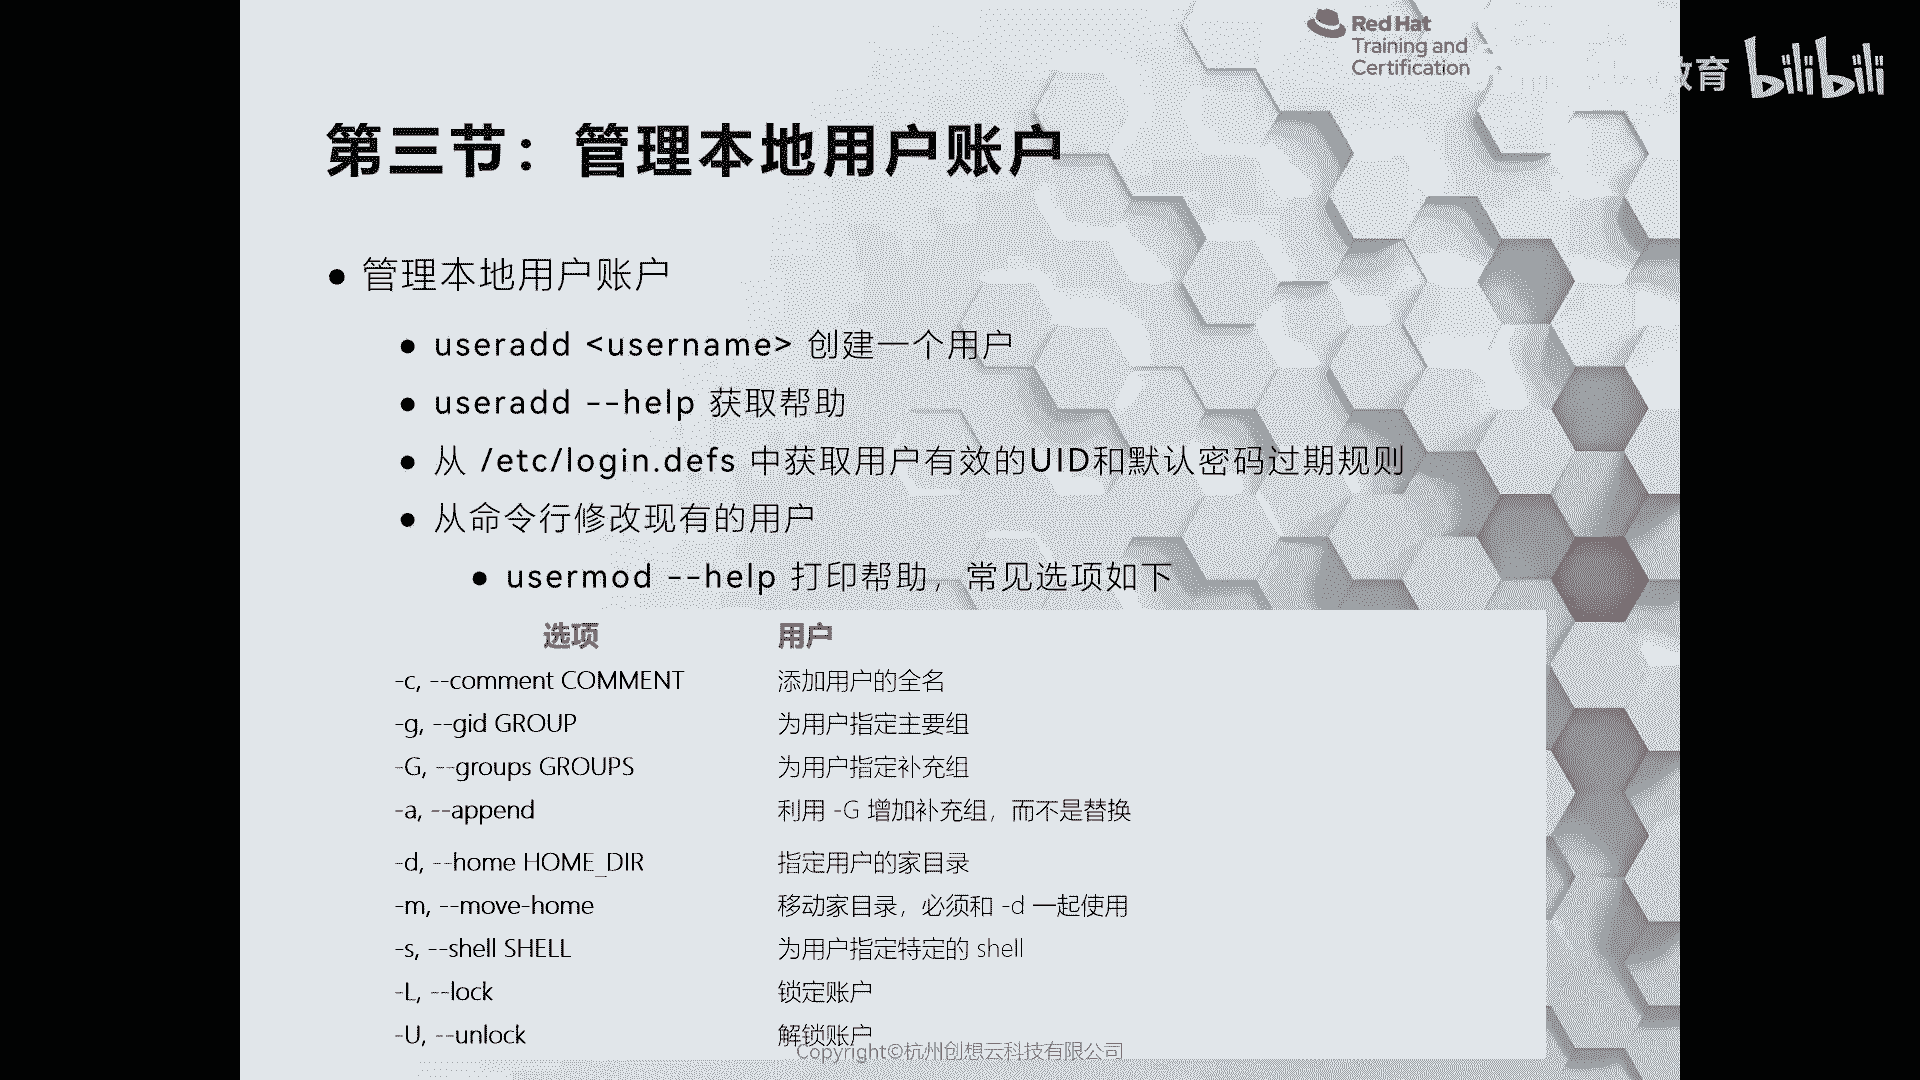 Red Hat
Training and
Certification
教育 bilibili
第三节：管理本地用户账户
● 管理本地用户账户
● useradd <username> 创建一个用户
● useradd --help 获取帮助
● 从 /etc/login.defs 中获取用户有效的UID和默认密码过期规则
● 从命令行修改现有的用户
● usermod --help 打印帮助，常见选项如下
选项 用户
-c, --comment COMMENT 添加用户的全名
-g, --gid GROUP 为用户指定主要组
-G, --groups GROUPS 为用户指定补充组
-a, --append 利用 -G 增加补充组，而不是替换
-d, --home HOME_DIR 指定用户的家目录
-m, --move-home 移动家目录，必须和 -d 一起使用
-s, --shell SHELL 为用户指定特定的 shell
-L, --lock 锁定账户
-U, --unlock 解锁账户
Copyright©杭州创想云科技有限公司